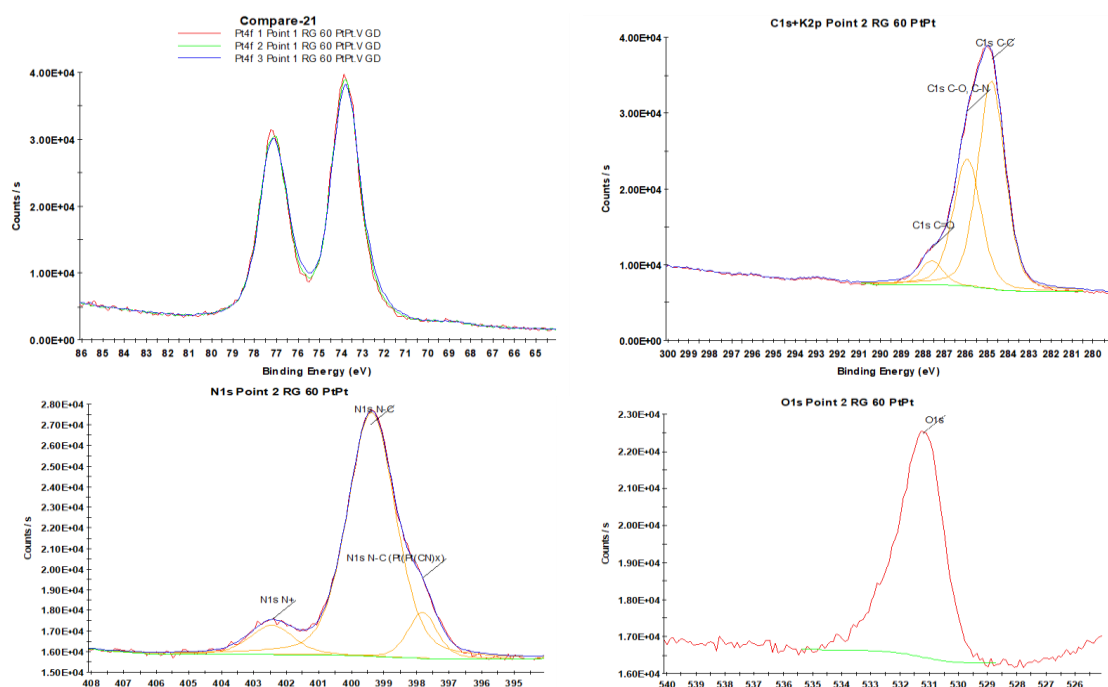 Compare-21
Pt4f 1 Point 1 RG 60 PtPt.VGD
Pt4f 2 Point 1 RG 60 PtPt.VGD
Pt4f 3 Point 1 RG 60 PtPt.VGD
4.00E+04
3.00E+04
2.00E+04
1.00E+04
0.00E+00
Counts / s
86 85 84 83 82 81 80 79 78 77 76 75 74 73 72 71 70 69 68 67 66 65
Binding Energy (eV)
C1s+K2p Point 2 RG 60 PtPt
C1s C-C
C1s C-O, C-N
C1s C=O
4.00E+04
3.00E+04
2.00E+04
1.00E+04
0.00E+00
Counts / s
300 299 298 297 296 295 294 293 292 291 290 289 288 287 286 285 284 283 282 281 280
Binding Energy (eV)
N1s Point 2 RG 60 PtPt
N1s N-C
N1s N-C (Pt(Pt(CN)x)
N1s N+
2.80E+04
2.70E+04
2.60E+04
2.50E+04
2.40E+04
2.30E+04
2.20E+04
2.10E+04
2.00E+04
1.90E+04
1.80E+04
1.70E+04
1.60E+04
1.50E+04
Counts / s
408 406 405 404 403 402 401 400 399 398 397 396 395
O1s Point 2 RG 60 PtPt
O1s
2.30E+04
2.20E+04
2.10E+04
2.00E+04
1.90E+04
1.80E+04
1.70E+04
1.60E+04
Counts / s
540 539 538 537 536 535 534 533 532 531 530 529 528 527 526